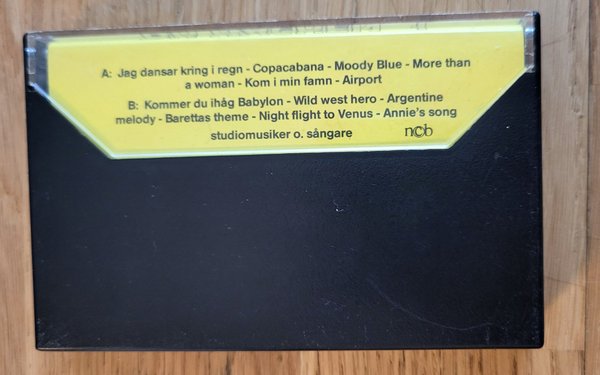 A: Jag dansar kring i regn - Copacabana - Moody Blue - More than
a woman - Kom i min famn - Airport
B: Kommer du ihåg Babylon - Wild west hero - Argentine
melody - Barettas theme - Night flight to Venus - Annie's song
studiomusiker o. sångare ncb